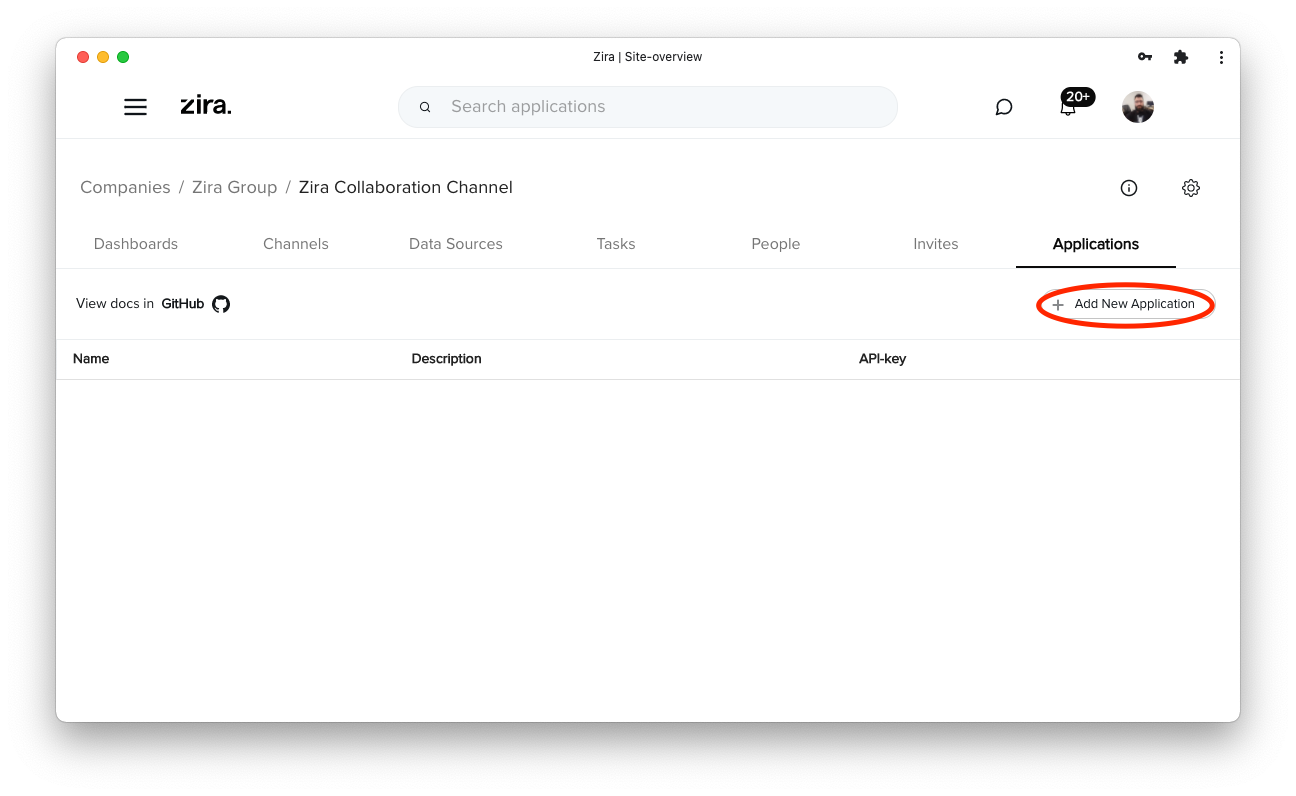 Zira | Site-overview
zira.
Search applications
20+
Companies / Zira Group / Zira Collaboration Channel
Dashboards Channels Data Sources Tasks People Invites Applications
View docs in GitHub
+ Add New Application
Name Description API-key